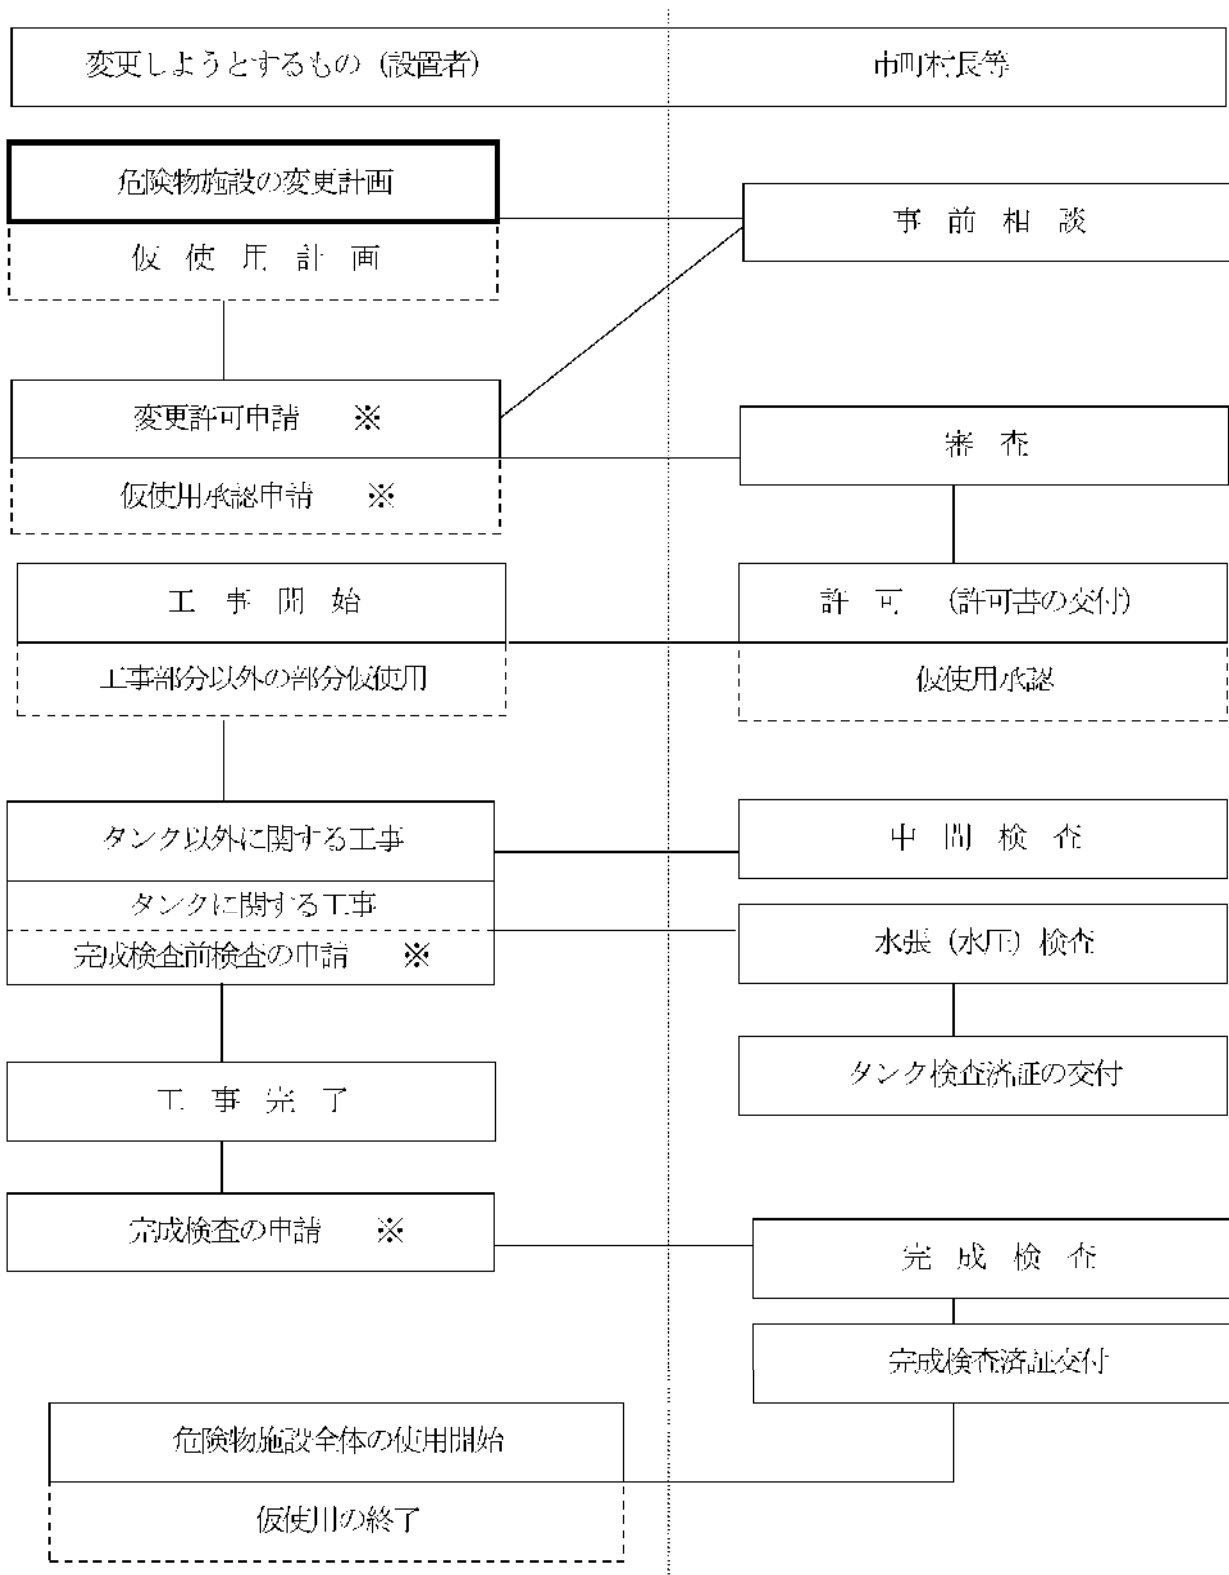 変更しようとするもの（設置者）
市町村長等
危険物施設の変更計画
仮使用計画
事前相談
変更許可申請　※
仮使用承認申請　※
審査
工事開始
工事部分以外の部分仮使用
許可　（許可書の交付）
仮使用承認
タンク以外に関する工事
タンクに関する工事
完成検査前検査の申請　※
中間検査
水張（水圧）検査
タンク検査済証の交付
工事完了
完成検査の申請　※
完成検査
完成検査済証交付
危険物施設全体の使用開始
仮使用の終了